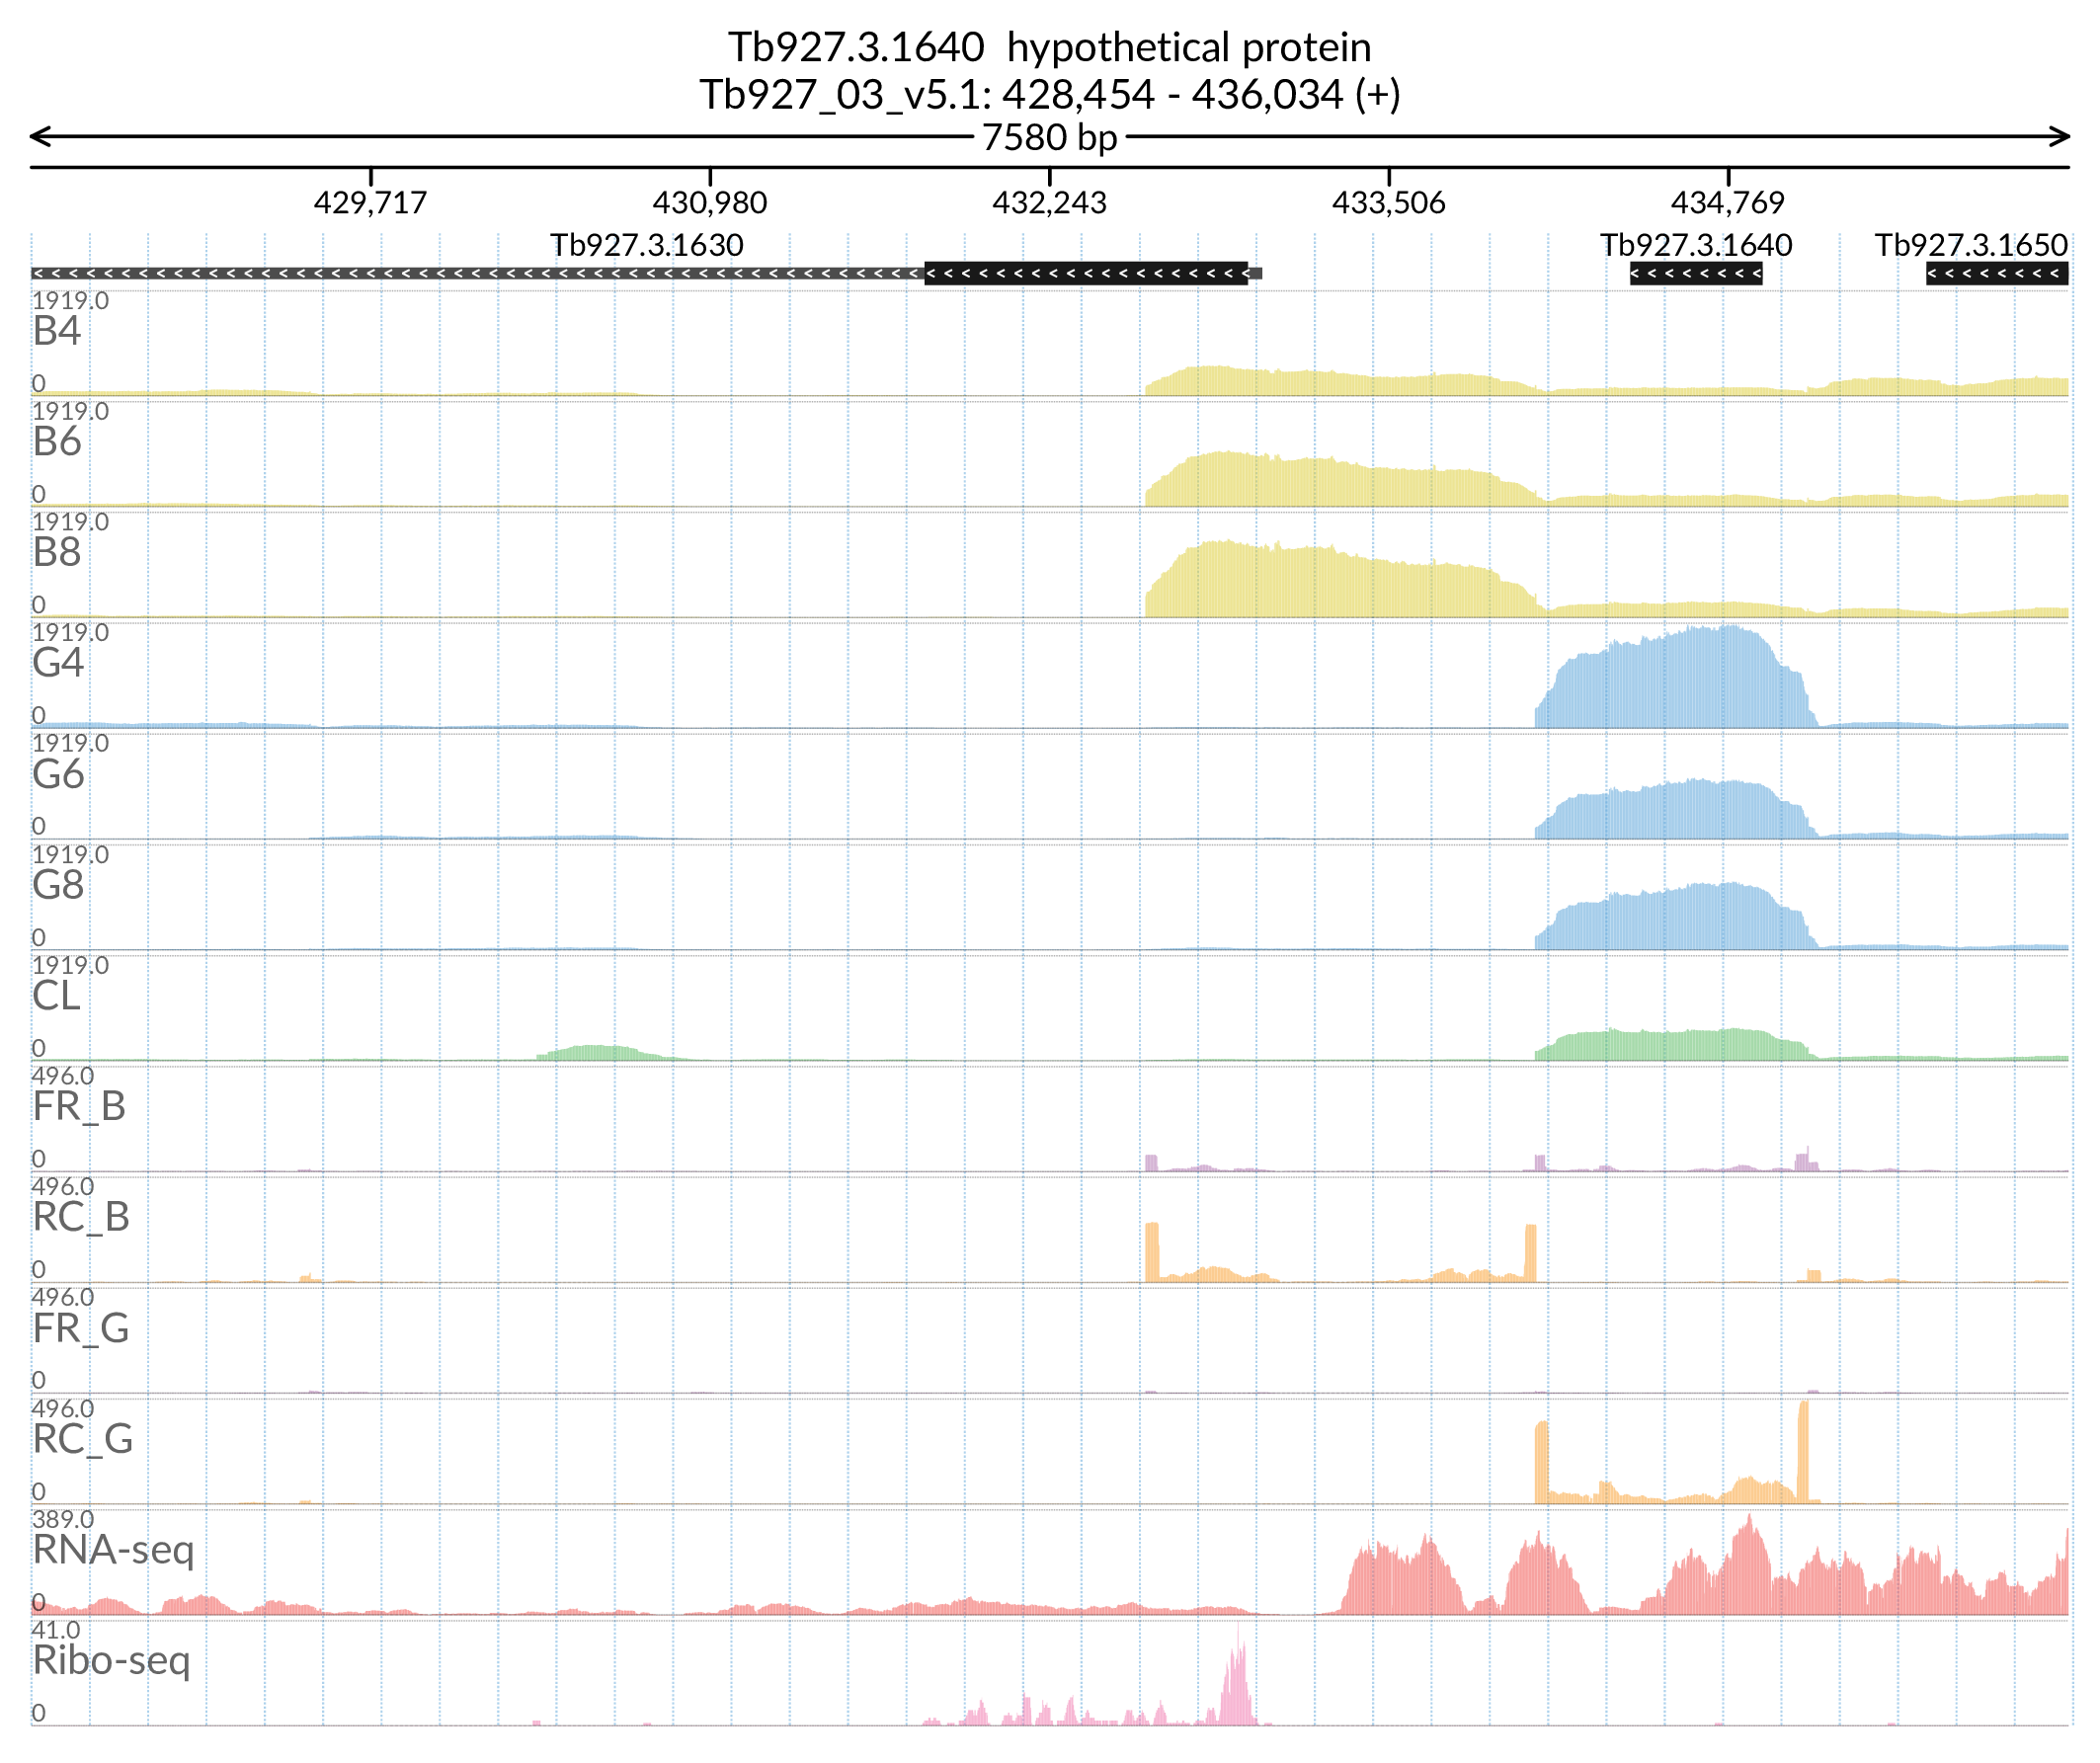 Tb927.3.1640 hypothetical protein
Tb927_03_v5.1: 428,454 - 436,034 (+)
7580 bp
429,717 430,980 432,243 433,506 434,769
Tb927.3.1630 Tb927.3.1640 Tb927.3.1650
1919.0
B4
0
1919.0
B6
0
1919.0
B8
0
1919.0
G4
0
1919.0
G6
0
1919.0
G8
0
1919.0
CL
0
496.0
FR_B
0
496.0
RC_B
0
496.0
FR_G
0
496.0
RC_G
0
389.0
RNA-seq
0
41.0
Ribo-seq
0